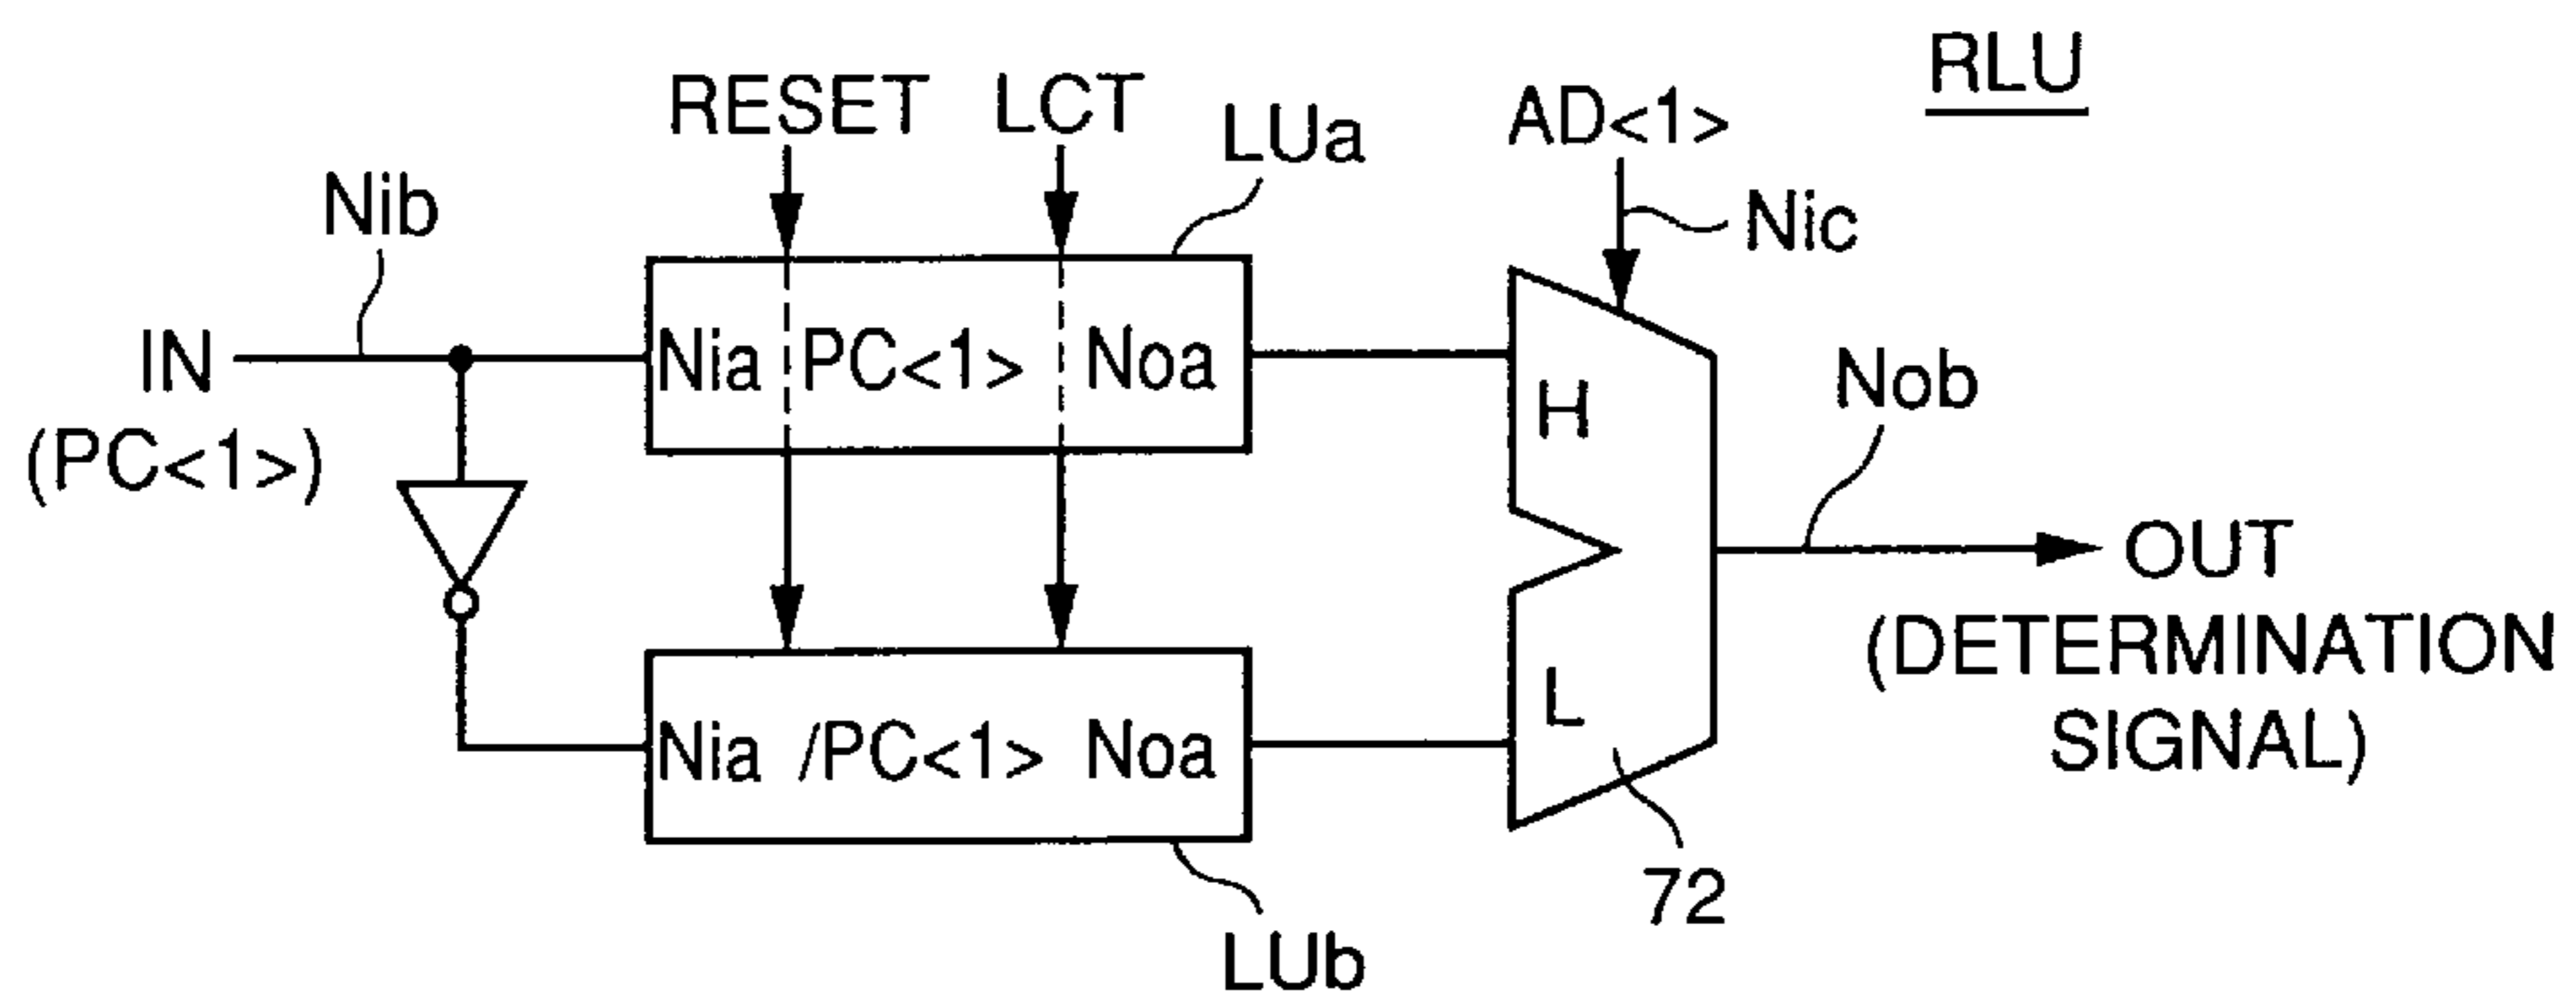 RLU
RESET
LCT
LUa
AD<1>
Nib
Nic
IN
(PC<1>)
Nia PC<1> Noa
H
Nob
OUT
(DETERMINATION
SIGNAL)
Nia /PC<1> Noa
L
72
LUb